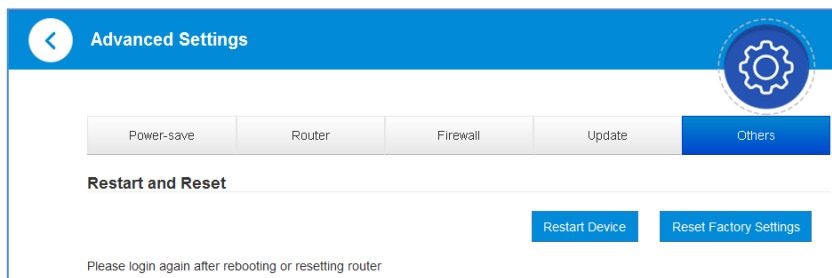 Advanced Settings
Power-save Router Firewall Update Others
Restart and Reset
Restart Device Reset Factory Settings
Please login again after rebooting or resetting router